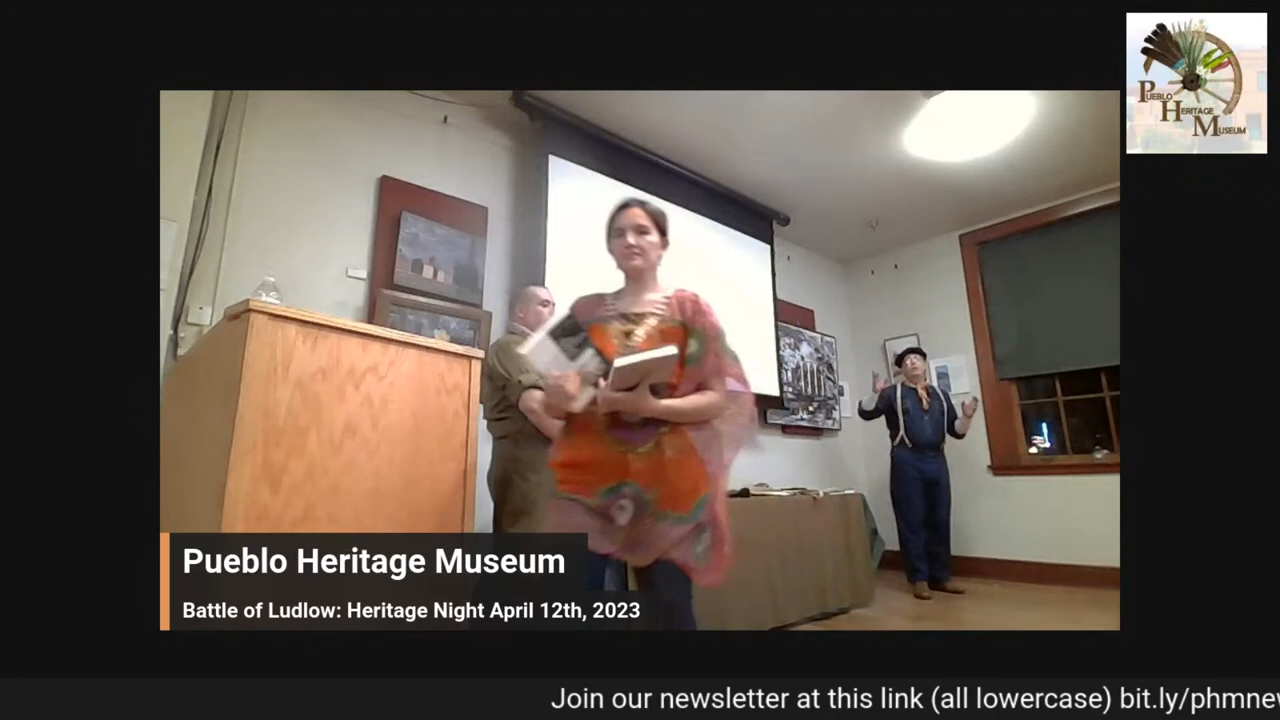 PUEBLO
HERITAGE
MUSEUM
Pueblo Heritage Museum
Battle of Ludlow: Heritage Night April 12th, 2023
Join our newsletter at this link (all lowercase) bit.ly/phmne